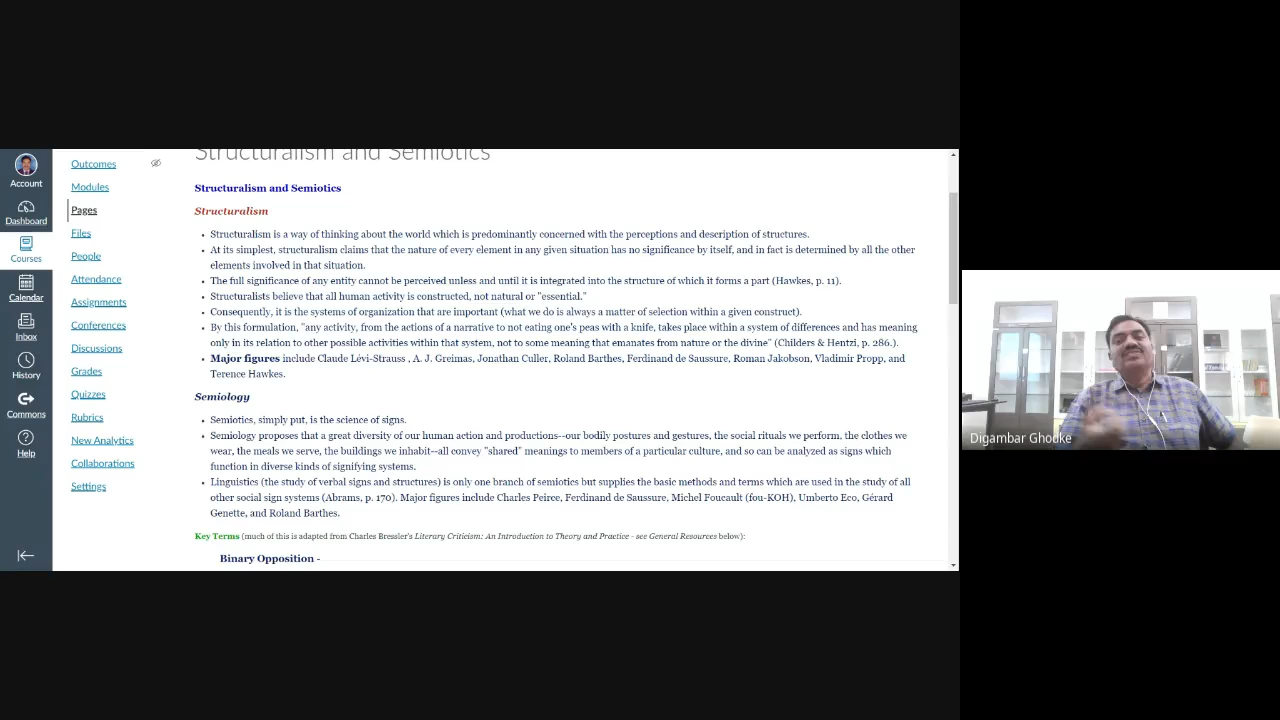 Structuralism and Semiotics
Account
Dashboard
Courses
Calendar
Inbox
History
Commons
Help
Outcomes
Modules
Pages
Files
People
Attendance
Assignments
Conferences
Discussions
Grades
Quizzes
Rubrics
New Analytics
Collaborations
Settings
Structuralism and Semiotics
Structuralism
• Structuralism is a way of thinking about the world which is predominantly concerned with the perceptions and description of structures.
• At its simplest, structuralism claims that the nature of every element in any given situation has no significance by itself, and in fact is determined by all the other
elements involved in that situation.
• The full significance of any entity cannot be perceived unless and until it is integrated into the structure of which it forms a part (Hawkes, p. 11).
• Structuralists believe that all human activity is constructed, not natural or "essential."
• Consequently, it is the systems of organization that are important (what we do is always a matter of selection within a given construct).
• By this formulation, "any activity, from the actions of a narrative to not eating one's peas with a knife, takes place within a system of differences and has meaning
only in its relation to other possible activities within that system, not to some meaning that emanates from nature or the divine" (Childers & Hentzi, p. 286.).
• Major figures include Claude Lévi-Strauss , A. J. Greimas, Jonathan Culler, Roland Barthes, Ferdinand de Saussure, Roman Jakobson, Vladimir Propp, and
Terence Hawkes.
Semiology
• Semiotics, simply put, is the science of signs.
• Semiology proposes that a great diversity of our human action and productions--our bodily postures and gestures, the social rituals we perform, the clothes we
wear, the meals we serve, the buildings we inhabit--all convey "shared" meanings to members of a particular culture, and so can be analyzed as signs which
function in diverse kinds of signifying systems.
• Linguistics (the study of verbal signs and structures) is only one branch of semiotics but supplies the basic methods and terms which are used in the study of all
other social sign systems (Abrams, p. 170). Major figures include Charles Peirce, Ferdinand de Saussure, Michel Foucault (fou-KOH), Umberto Eco, Gérard
Genette, and Roland Barthes.
Key Terms (much of this is adapted from Charles Bressler's Literary Criticism: An Introduction to Theory and Practice - see General Resources below):
Binary Opposition -
Digambar Ghodke